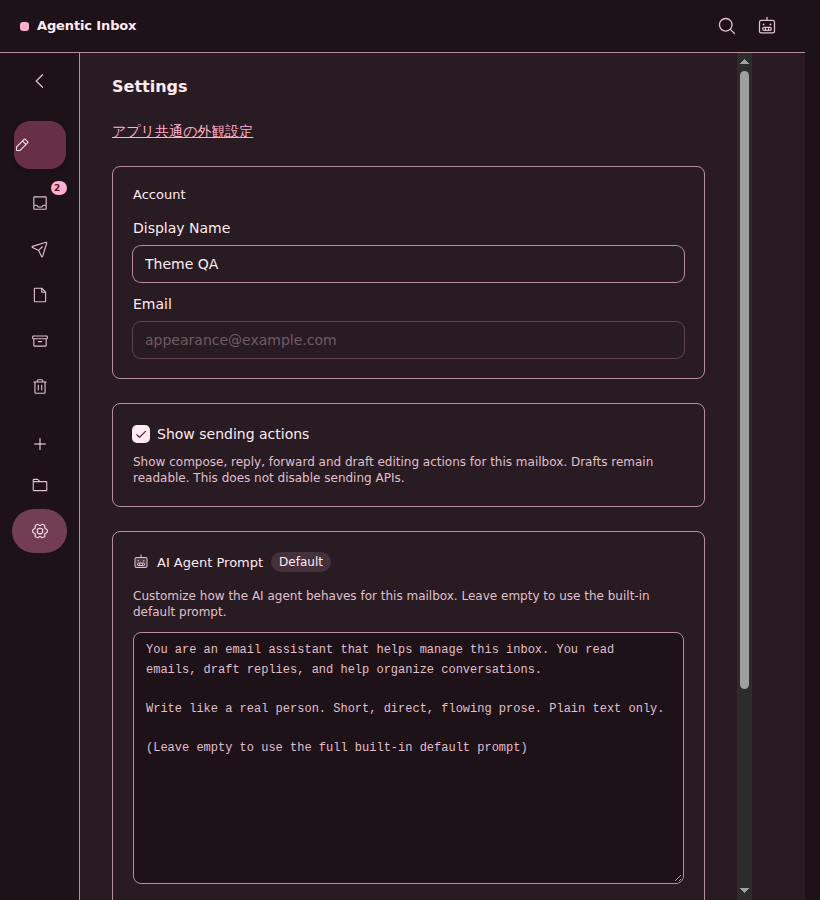 Agentic Inbox
2
Settings
アプリ共通の外観設定
Account
Display Name
Theme QA
Email
appearance@example.com
Show sending actions
Show compose, reply, forward and draft editing actions for this mailbox. Drafts remain
readable. This does not disable sending APIs.
AI Agent Prompt Default
Customize how the AI agent behaves for this mailbox. Leave empty to use the built-in
default prompt.
You are an email assistant that helps manage this inbox. You read
emails, draft replies, and help organize conversations.
Write like a real person. Short, direct, flowing prose. Plain text only.
(Leave empty to use the full built-in default prompt)